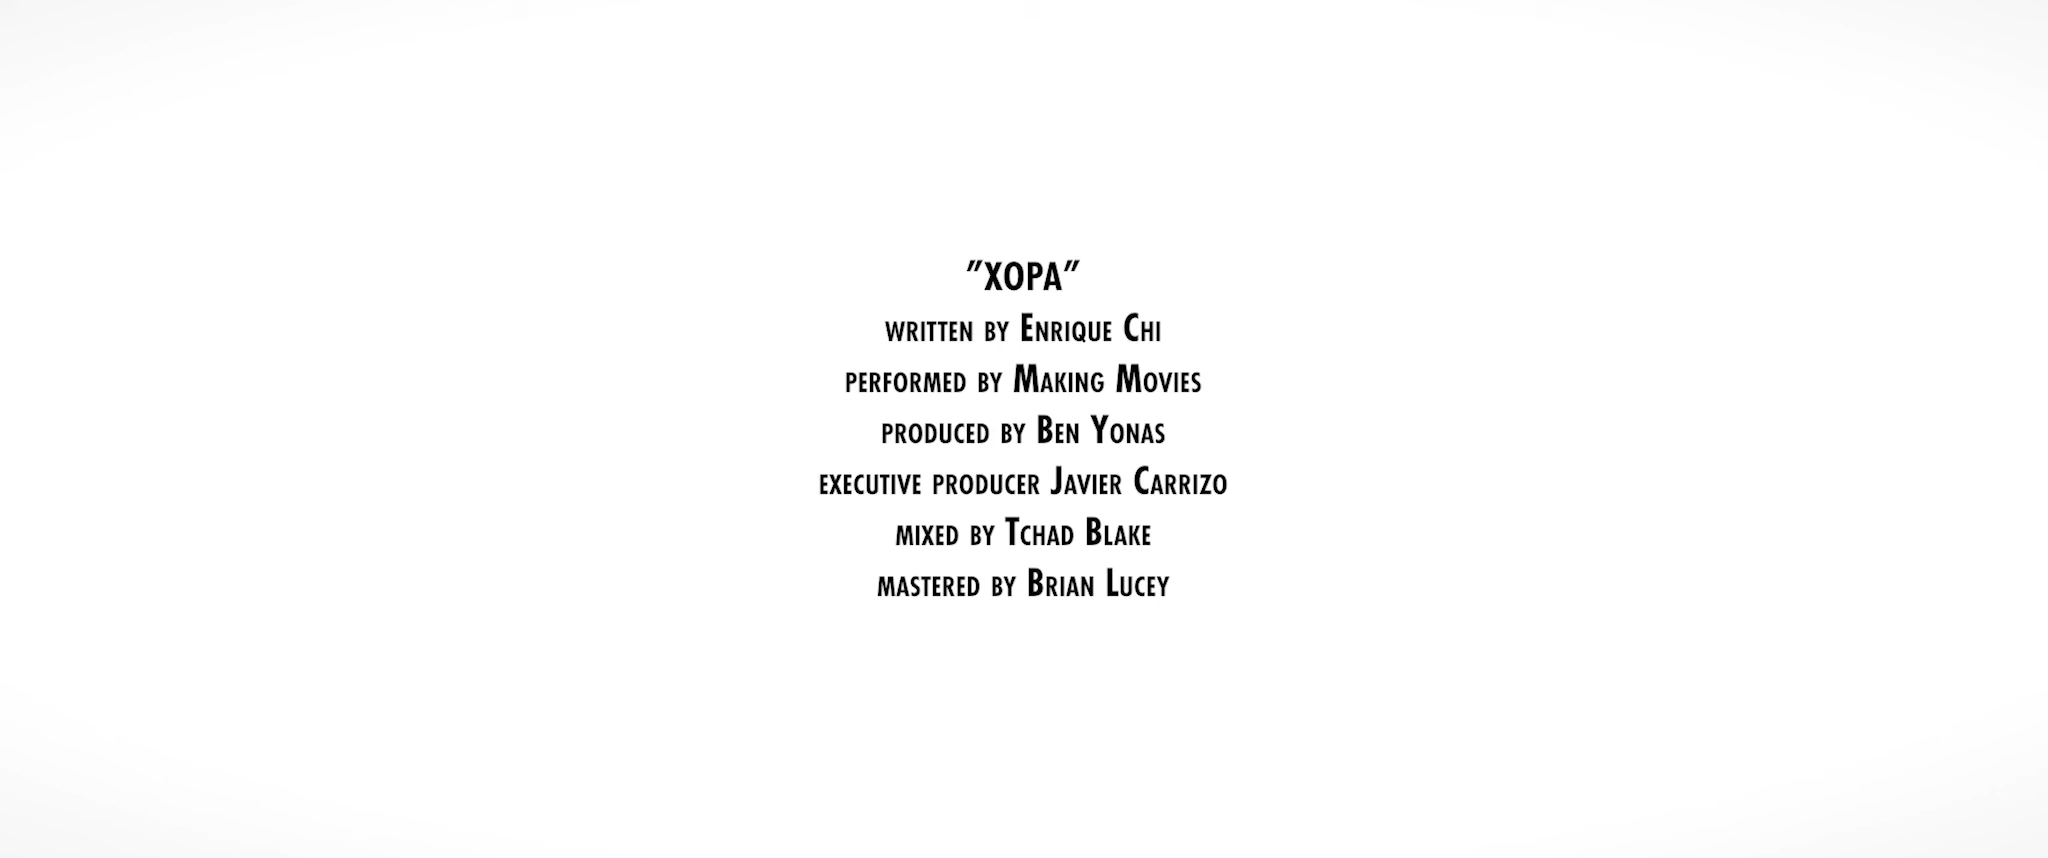 "XOPA"
written by Enrique Chi
performed by Making Movies
produced by Ben Yonas
executive producer Javier Carrizo
mixed by Tchad Blake
mastered by Brian Lucey